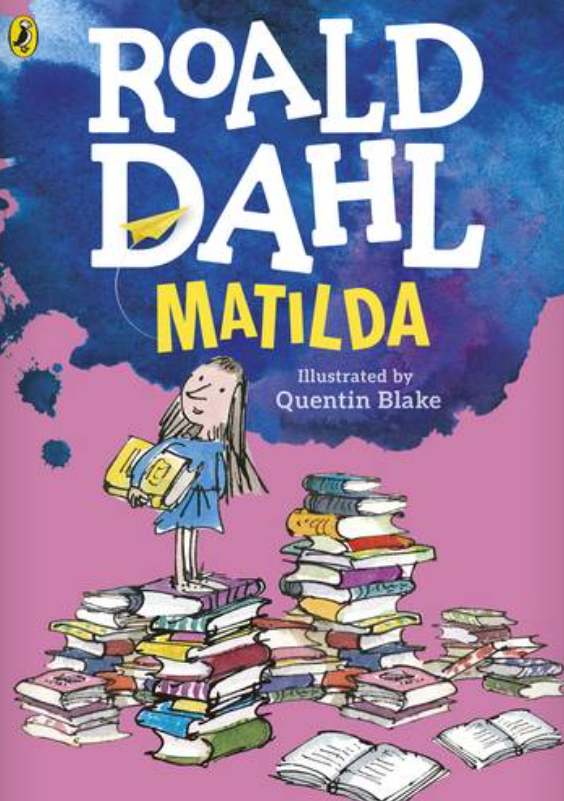 ROALD
DAHL
MATILDA
Illustrated by
Quentin Blake